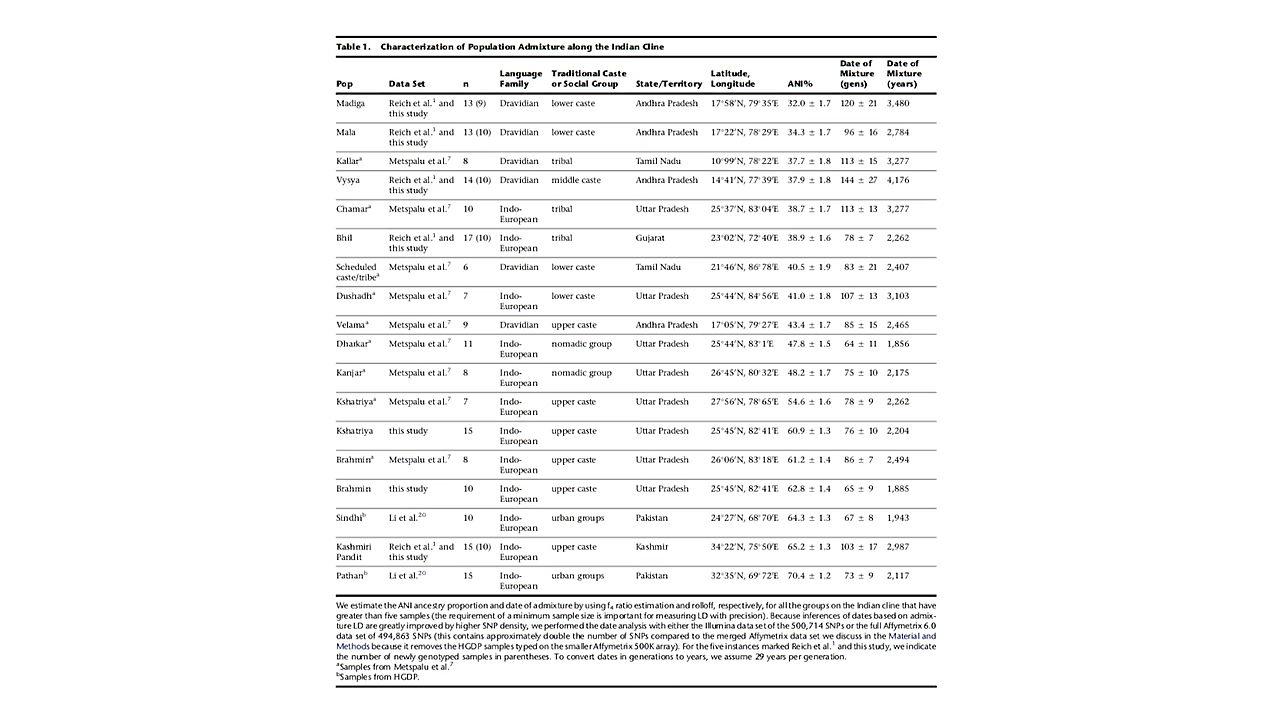 Table 1. Characterization of Population Admixture along the Indian Cline
Pop Data Set n Language Family Traditional Caste or Social Group State/Territory Latitude, Longitude ANI% Date of Mixture (gens) Date of Mixture (years)
Madiga Reich et al.1 and this study 13 (9) Dravidian lower caste Andhra Pradesh 17°58′N, 79°35′E 32.0 ± 1.7 120 ± 21 3,480
Mala Reich et al.1 and this study 13 (10) Dravidian lower caste Andhra Pradesh 17°22′N, 78°29′E 34.3 ± 1.7 96 ± 16 2,784
Kallara Metspalu et al.7 8 Dravidian tribal Tamil Nadu 10°99′N, 78°22′E 37.7 ± 1.8 113 ± 15 3,277
Vysya Reich et al.1 and this study 14 (10) Dravidian middle caste Andhra Pradesh 14°41′N, 77°39′E 37.9 ± 1.8 144 ± 27 4,176
Chamara Metspalu et al.7 10 Indo-European tribal Uttar Pradesh 25°37′N, 83°04′E 38.7 ± 1.7 113 ± 13 3,277
Bhil Reich et al.1 and this study 17 (10) Indo-European tribal Gujarat 23°02′N, 72°40′E 38.9 ± 1.6 78 ± 7 2,262
Scheduled caste/tribea Metspalu et al.7 6 Dravidian lower caste Tamil Nadu 21°46′N, 86°78′E 40.5 ± 1.9 83 ± 21 2,407
Dushadha Metspalu et al.7 7 Indo-European lower caste Uttar Pradesh 25°44′N, 84°56′E 41.0 ± 1.8 107 ± 13 3,103
Velamaa Metspalu et al.7 9 Dravidian upper caste Andhra Pradesh 17°05′N, 79°27′E 43.4 ± 1.7 85 ± 15 2,465
Dharkara Metspalu et al.7 11 Indo-European nomadic group Uttar Pradesh 25°44′N, 83°1′E 47.8 ± 1.5 64 ± 11 1,856
Kanjara Metspalu et al.7 8 Indo-European nomadic group Uttar Pradesh 26°45′N, 80°32′E 48.2 ± 1.7 75 ± 10 2,175
Kshatriyaa Metspalu et al.7 7 Indo-European upper caste Uttar Pradesh 27°56′N, 78°65′E 54.6 ± 1.6 78 ± 9 2,262
Kshatriya this study 15 Indo-European upper caste Uttar Pradesh 25°45′N, 82°41′E 60.9 ± 1.3 76 ± 10 2,204
Brahmina Metspalu et al.7 8 Indo-European upper caste Uttar Pradesh 26°06′N, 83°18′E 61.2 ± 1.4 86 ± 7 2,494
Brahmin this study 10 Indo-European upper caste Uttar Pradesh 25°45′N, 82°41′E 62.8 ± 1.4 65 ± 9 1,885
Sindhib Li et al.20 10 Indo-European urban groups Pakistan 24°27′N, 68°70′E 64.3 ± 1.3 67 ± 8 1,943
Kashmiri Pandit Reich et al.1 and this study 15 (10) Indo-European upper caste Kashmir 34°22′N, 75°50′E 65.2 ± 1.3 103 ± 17 2,987
Pathanb Li et al.20 15 Indo-European urban groups Pakistan 32°35′N, 69°72′E 70.4 ± 1.2 73 ± 9 2,117
We estimate the ANI ancestry proportion and date of admixture by using f4 ratio estimation and rolloff, respectively, for all the groups on the Indian cline that have
greater than five samples (the requirement of a minimum sample size is important for measuring LD with precision). Because inferences of dates based on admix-
ture LD are greatly improved by higher SNP density, we performed the date analysis with either the Illumina data set of the 500,714 SNPs or the full Affymetrix 6.0
data set of 494,863 SNPs (this contains approximately double the number of SNPs compared to the merged Affymetrix data set we discuss in the Material and
Methods because it removes the HGDP samples typed on the smaller Affymetrix 500K array). For the five instances marked Reich et al.1 and this study, we indicate
the number of newly genotyped samples in parentheses. To convert dates in generations to years, we assume 29 years per generation.
aSamples from Metspalu et al.7
bSamples from HGDP.